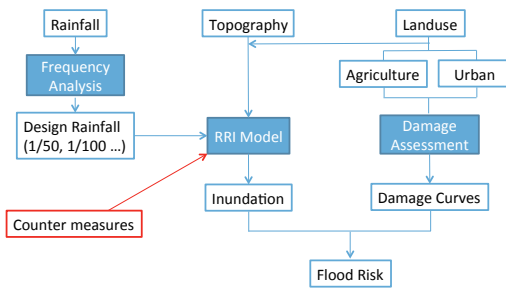 Rainfall
Topography
Landuse
Frequency
Analysis
Agriculture
Urban
Design Rainfall
(1/50, 1/100 ...)
RRI Model
Damage
Assessment
Inundation
Damage Curves
Counter measures
Flood Risk